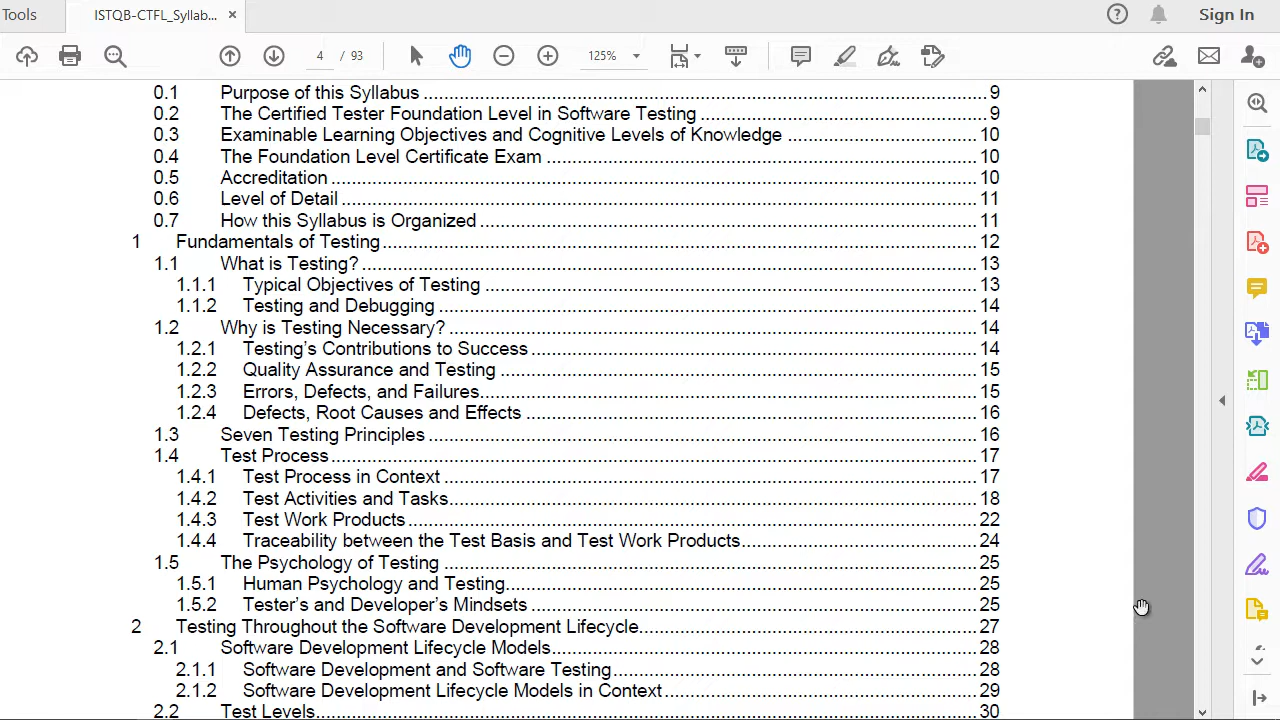 Tools
ISTQB-CTFL_Syllab... ×
Sign In
4 / 93
125%
0.1 Purpose of this Syllabus 9
0.2 The Certified Tester Foundation Level in Software Testing 9
0.3 Examinable Learning Objectives and Cognitive Levels of Knowledge 10
0.4 The Foundation Level Certificate Exam 10
0.5 Accreditation 10
0.6 Level of Detail 11
0.7 How this Syllabus is Organized 11
1 Fundamentals of Testing 12
1.1 What is Testing? 13
1.1.1 Typical Objectives of Testing 13
1.1.2 Testing and Debugging 14
1.2 Why is Testing Necessary? 14
1.2.1 Testing's Contributions to Success 14
1.2.2 Quality Assurance and Testing 15
1.2.3 Errors, Defects, and Failures 15
1.2.4 Defects, Root Causes and Effects 16
1.3 Seven Testing Principles 16
1.4 Test Process 17
1.4.1 Test Process in Context 17
1.4.2 Test Activities and Tasks 18
1.4.3 Test Work Products 22
1.4.4 Traceability between the Test Basis and Test Work Products 24
1.5 The Psychology of Testing 25
1.5.1 Human Psychology and Testing 25
1.5.2 Tester's and Developer's Mindsets 25
2 Testing Throughout the Software Development Lifecycle 27
2.1 Software Development Lifecycle Models 28
2.1.1 Software Development and Software Testing 28
2.1.2 Software Development Lifecycle Models in Context 29
2.2 Test Levels 30